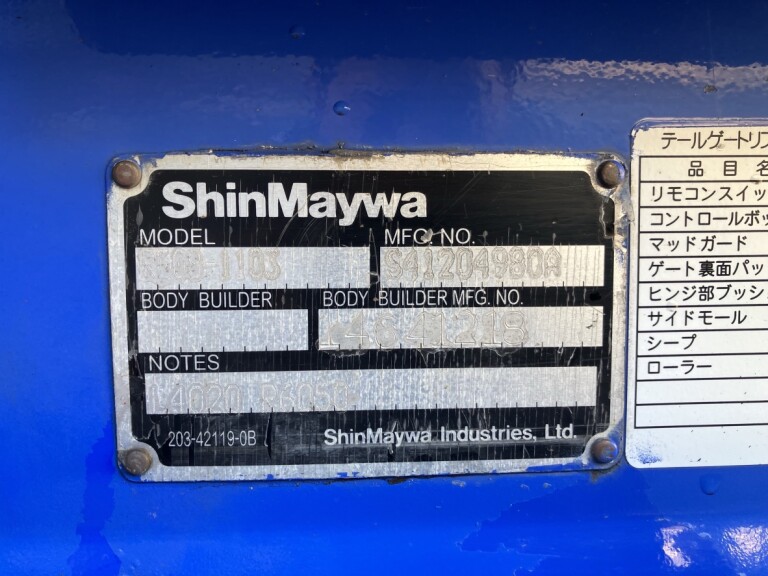 ShinMaywa
MODEL
MFG NO.
S41204980A
BODY BUILDER
BODY BUILDER MFG. NO.
NOTES
203-42119-0B
ShinMaywa Industries, Ltd.
テールゲートリフ
品目名
リモコンスイッ
コントロールボッ
マッドガード
ゲート裏面パッ
ヒンジ部ブッシ
サイドモール
シープ
ローラー